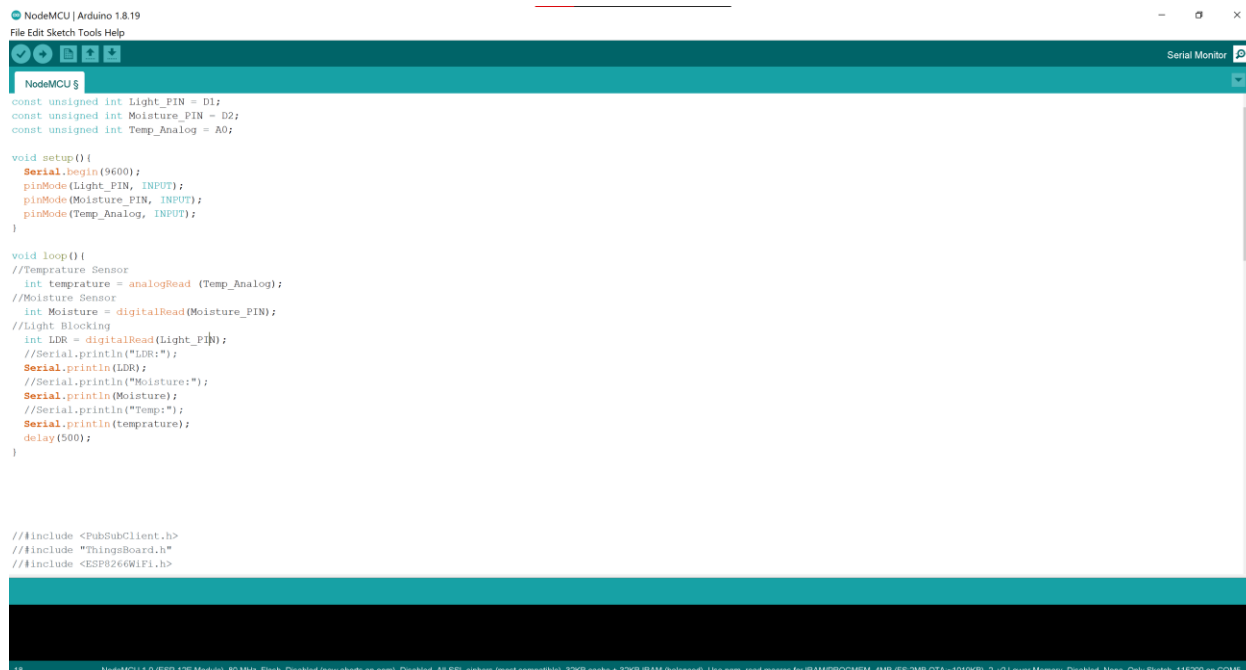 NodeMCU | Arduino 1.8.19
File Edit Sketch Tools Help
Serial Monitor
NodeMCU §
const unsigned int Light_PIN = D1;
const unsigned int Moisture_PIN = D2;
const unsigned int Temp_Analog = A0;
void setup(){
Serial.begin(9600);
pinMode(Light_PIN, INPUT);
pinMode(Moisture_PIN, INPUT);
pinMode(Temp_Analog, INPUT);
}
void loop(){
//Temprature Sensor
int temprature = analogRead (Temp_Analog);
//Moisture Sensor
int Moisture = digitalRead(Moisture_PIN);
//Light Blocking
int LDR = digitalRead(Light_PIN);
//Serial.println("LDR:");
Serial.println(LDR);
//Serial.println("Moisture:");
Serial.println(Moisture);
//Serial.println("Temp:");
Serial.println(temprature);
delay(500);
}
//#include <PubSubClient.h>
//#include "ThingsBoard.h"
//#include <ESP8266WiFi.h>